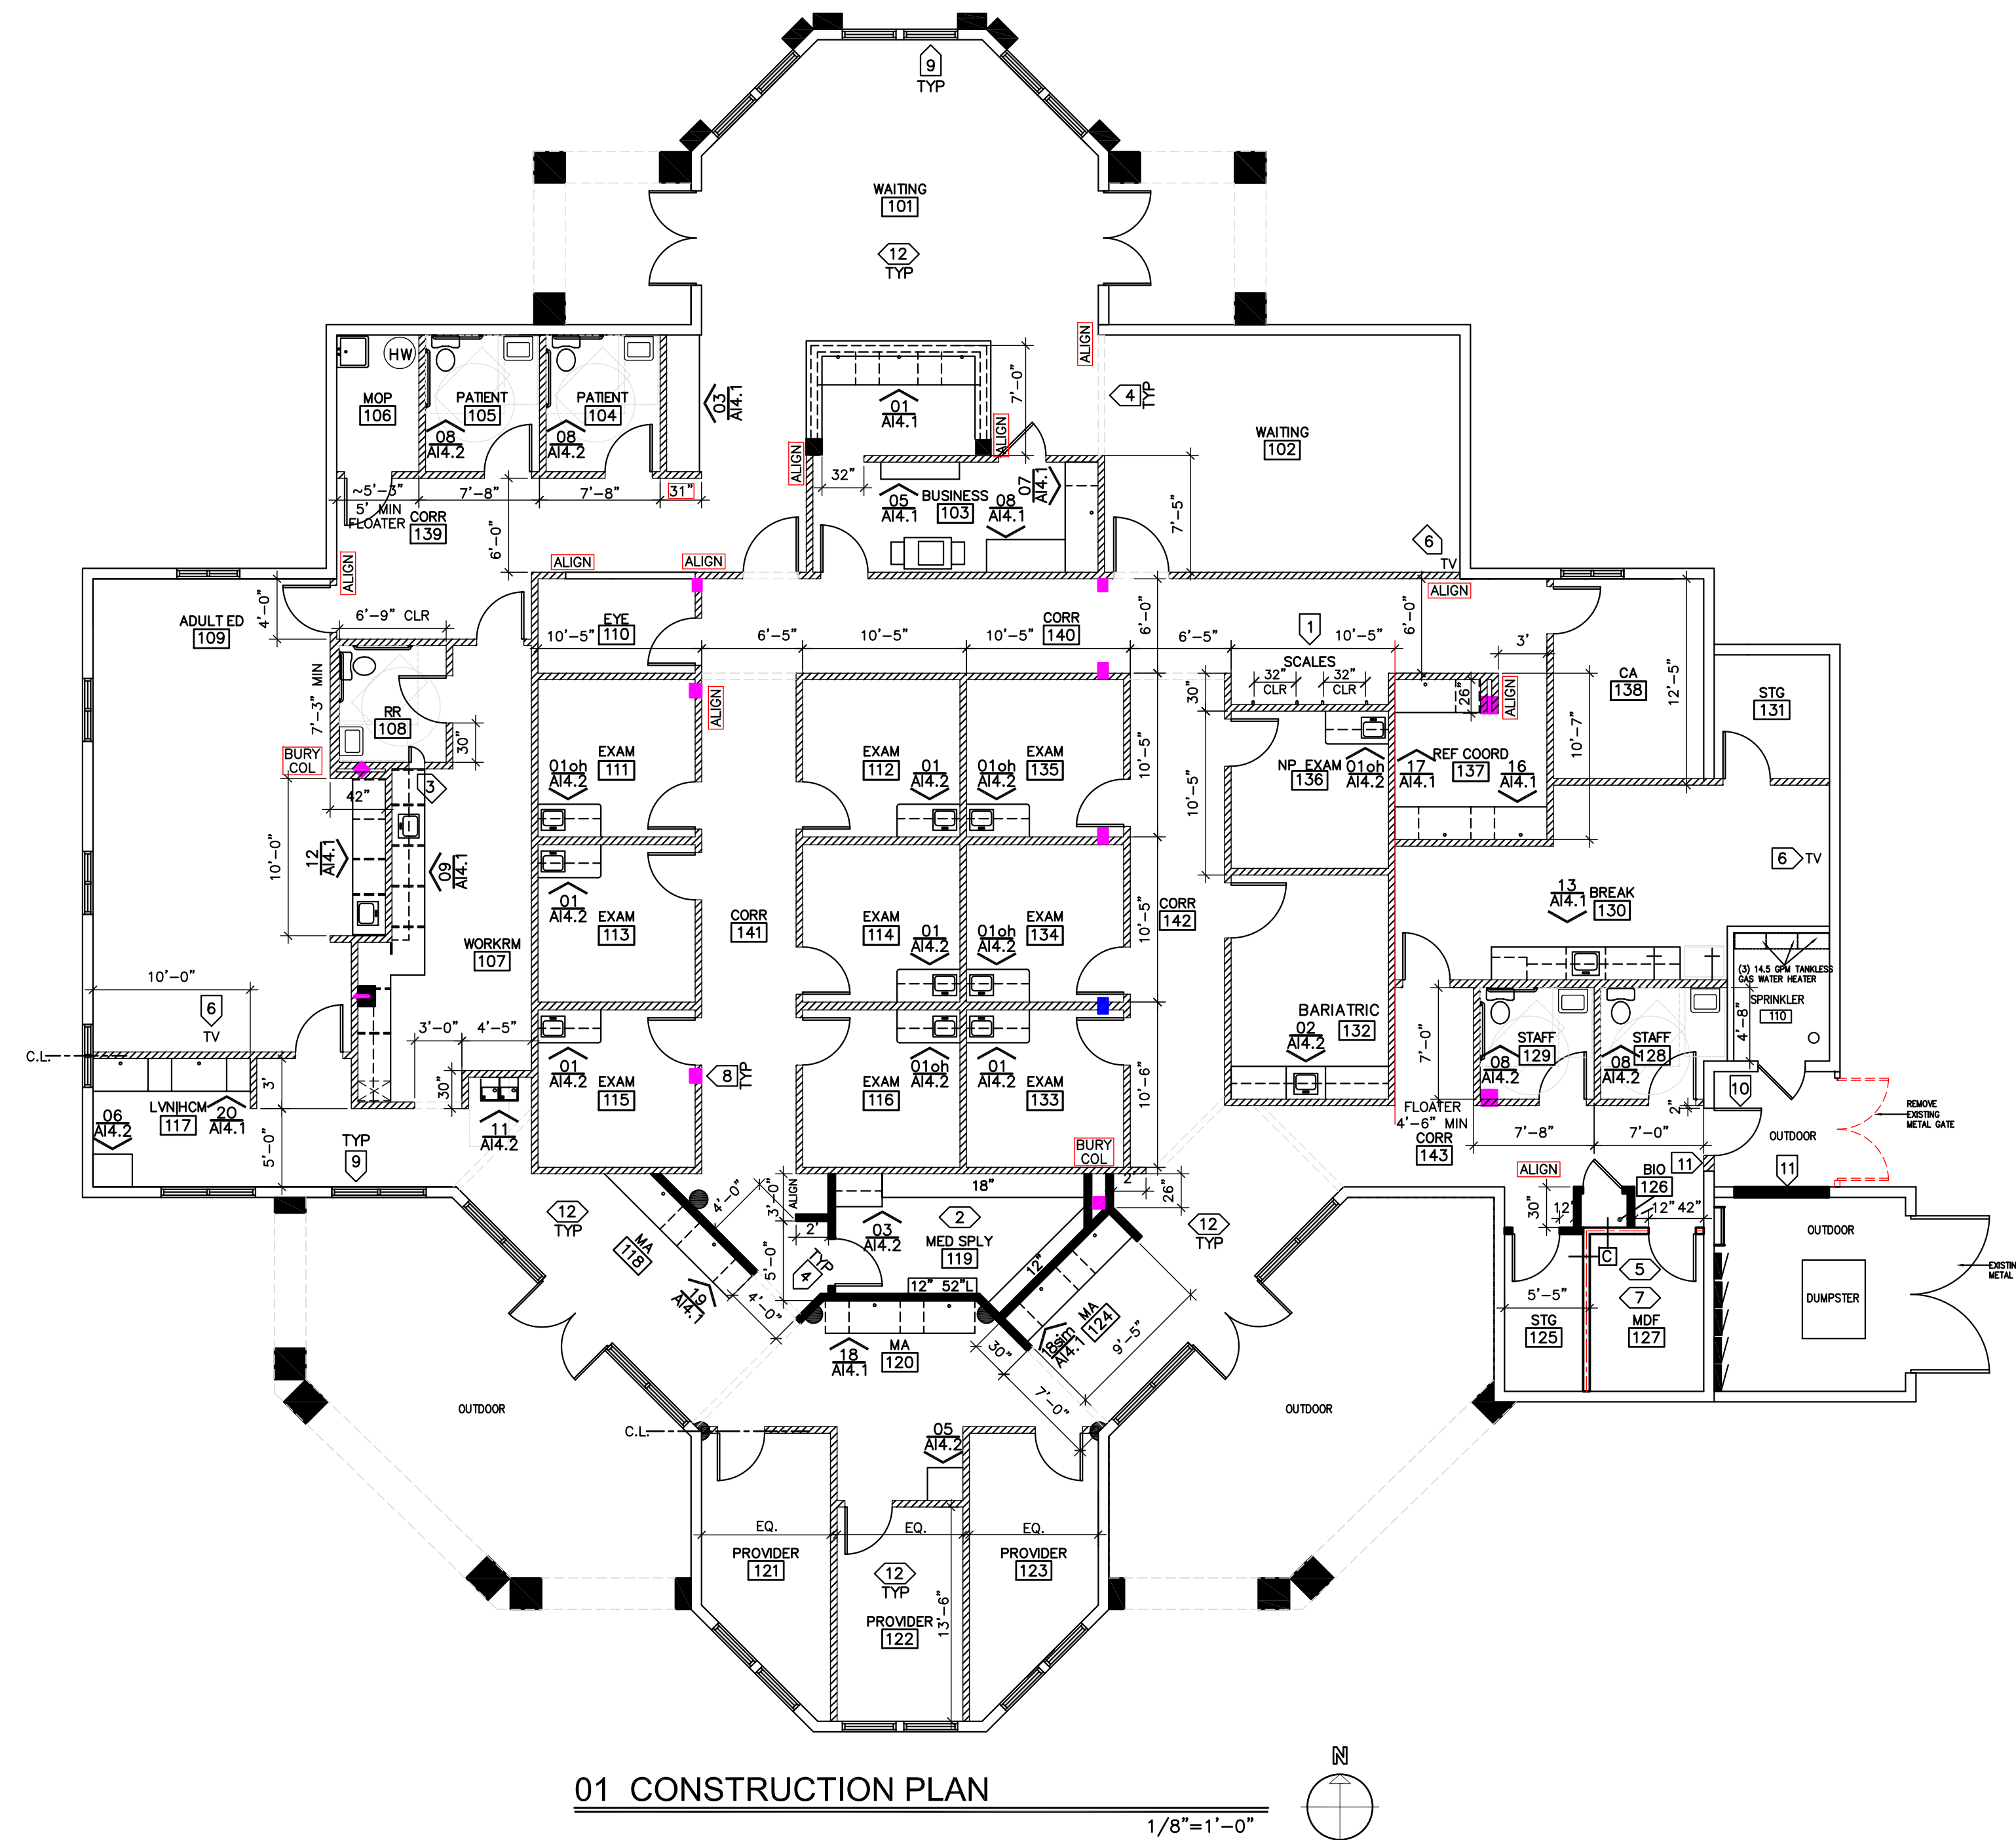 9
TYP
WAITING
101
12
TYP
ALIGN
HW
MOP
106
PATIENT
105
PATIENT
104
03
AI4.1
08
AI4.2
08
AI4.2
01
AI4.1
7'-0"
4
TYP
WAITING
102
ALIGN
ALIGN
32"
05
AI4.1
BUSINESS
103
08
AI4.1
07
AI4.1
7'-5"
~5'-3"
5' MIN
FLOATER
7'-8"
7'-8"
31"
CORR
139
6'-0"
6
TV
ALIGN
ALIGN
ALIGN
ALIGN
ADULT ED
109
4'-0"
6'-9" CLR
EYE
110
10'-5"
6'-5"
10'-5"
10'-5"
CORR
140
6'-0"
6'-5"
1
10'-5"
6'-0"
3'
SCALES
32"
CLR
32"
CLR
30"
26"
ALIGN
CA
138
12'-5"
STG
131
7'-3" MIN
RR
108
30"
BURY
COL
ALIGN
3
42"
EXAM
111
01oh
AI4.2
EXAM
112
01
AI4.2
EXAM
135
01oh
AI4.2
10'-5"
NP EXAM
136
01oh
AI4.2
17
AI4.1
REF COORD
137
16
AI4.1
10'-7"
10'-5"
12
AI4.1
09
AI4.1
10'-0"
6
TV
01
AI4.2
EXAM
113
CORR
141
EXAM
114
01
AI4.2
EXAM
134
01oh
AI4.2
10'-5"
CORR
142
13
AI4.1
BREAK
130
WORKRM
107
10'-0"
6
TV
(3) 14.5 GPM TANKLESS
GAS WATER HEATER
SPRINKLER
110
4'-8"
3'-0"
4'-5"
C.L.
BARIATRIC
132
02
AI4.2
7'-0"
STAFF
129
08
AI4.2
STAFF
128
08
AI4.2
01
AI4.2
EXAM
115
8
TYP
EXAM
116
01oh
AI4.2
EXAM
133
01
AI4.2
10'-6"
3'
30"
10
06
AI4.2
LVN|HCM
117
20
AI4.1
5'-0"
TYP
9
11
AI4.2
FLOATER
4'-6" MIN
CORR
143
7'-8"
7'-0"
2"
REMOVE
EXISTING
METAL GATE
OUTDOOR
BURY
COL
ALIGN
BIO
126
11
11
12
TYP
4'-0"
ALIGN
3'-0"
2'
18"
2'
26"
30"
12"
12"
42"
MA
118
5'-0"
TYP
4
03
AI4.2
2
MED SPLY
119
12
TYP
OUTDOOR
C
5
19
AI4.1
4'-0"
12" 52"L
12"
MA
124
18sim
AI4.1
9'-5"
5'-5"
7
DUMPSTER
EXISTIN
METAL
18
AI4.1
MA
120
30"
STG
125
MDF
127
7'-0"
OUTDOOR
C.L.
05
AI4.2
OUTDOOR
EQ.
EQ.
EQ.
PROVIDER
121
12
TYP
PROVIDER
123
PROVIDER
122
13'-6"
01 CONSTRUCTION PLAN
N
1/8"=1'-0"